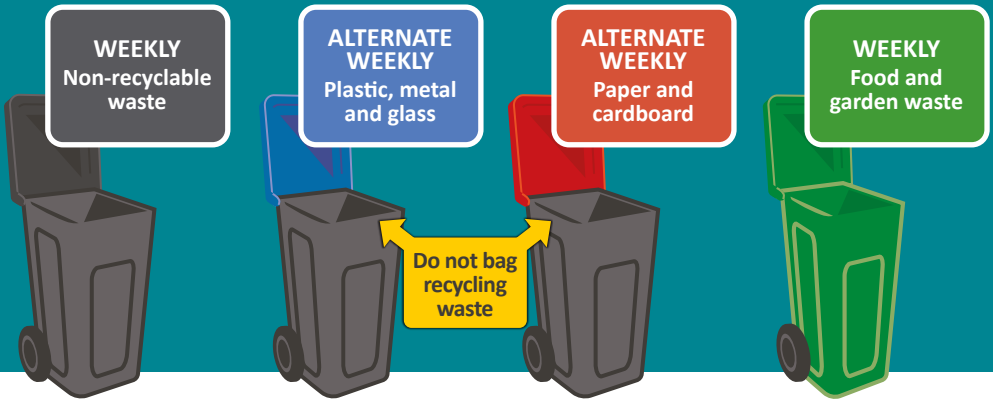 WEEKLY
Non-recyclable
waste
ALTERNATE
WEEKLY
Plastic, metal
and glass
ALTERNATE
WEEKLY
Paper and
cardboard
WEEKLY
Food and
garden waste
Do not bag
recycling
waste